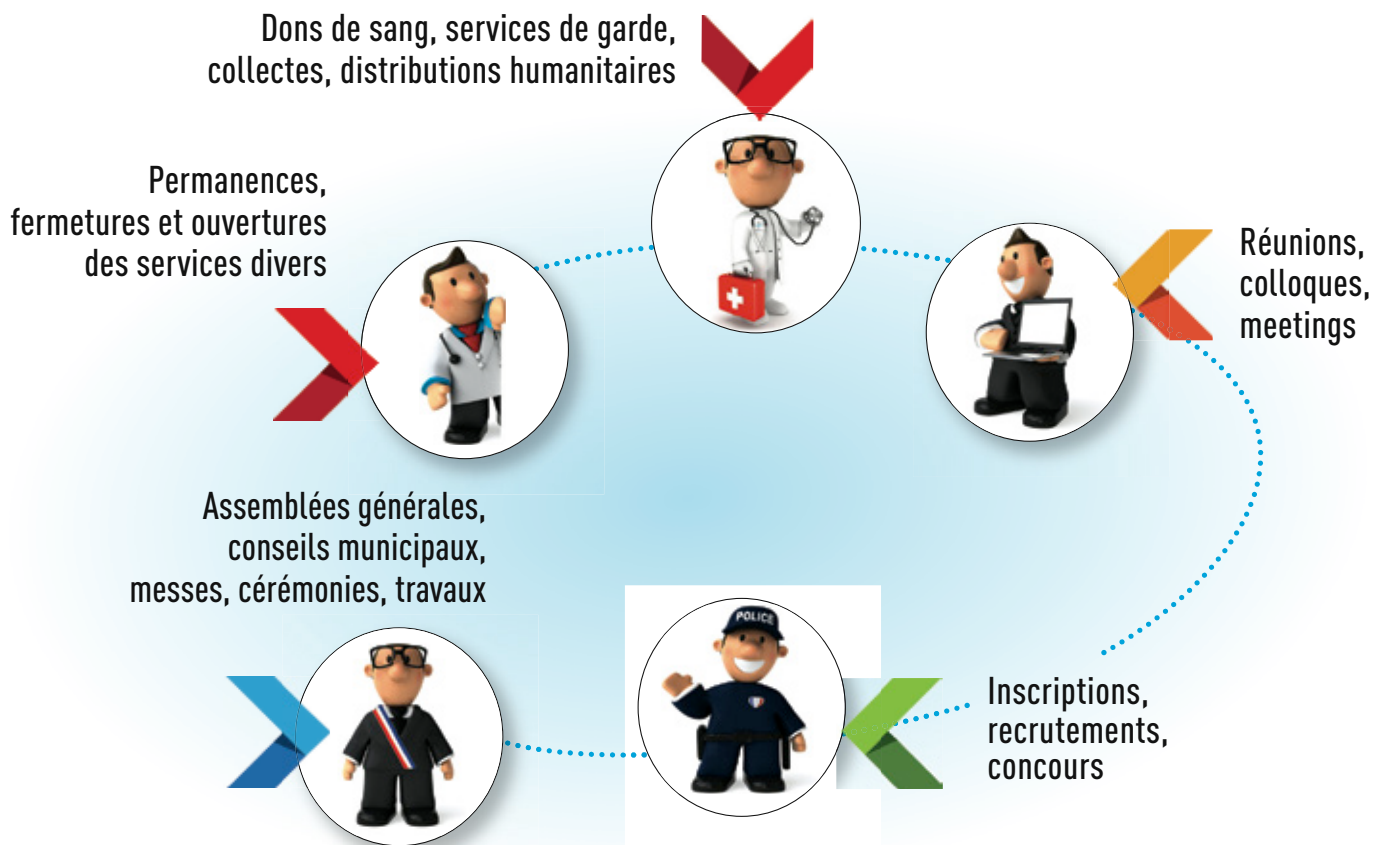 Dons de sang, services de garde,
collectes, distributions humanitaires
Permanences,
fermetures et ouvertures
des services divers
Réunions,
colloques,
meetings
Assemblées générales,
conseils municipaux,
messes, cérémonies, travaux
POLICE
Inscriptions,
recrutements,
concours